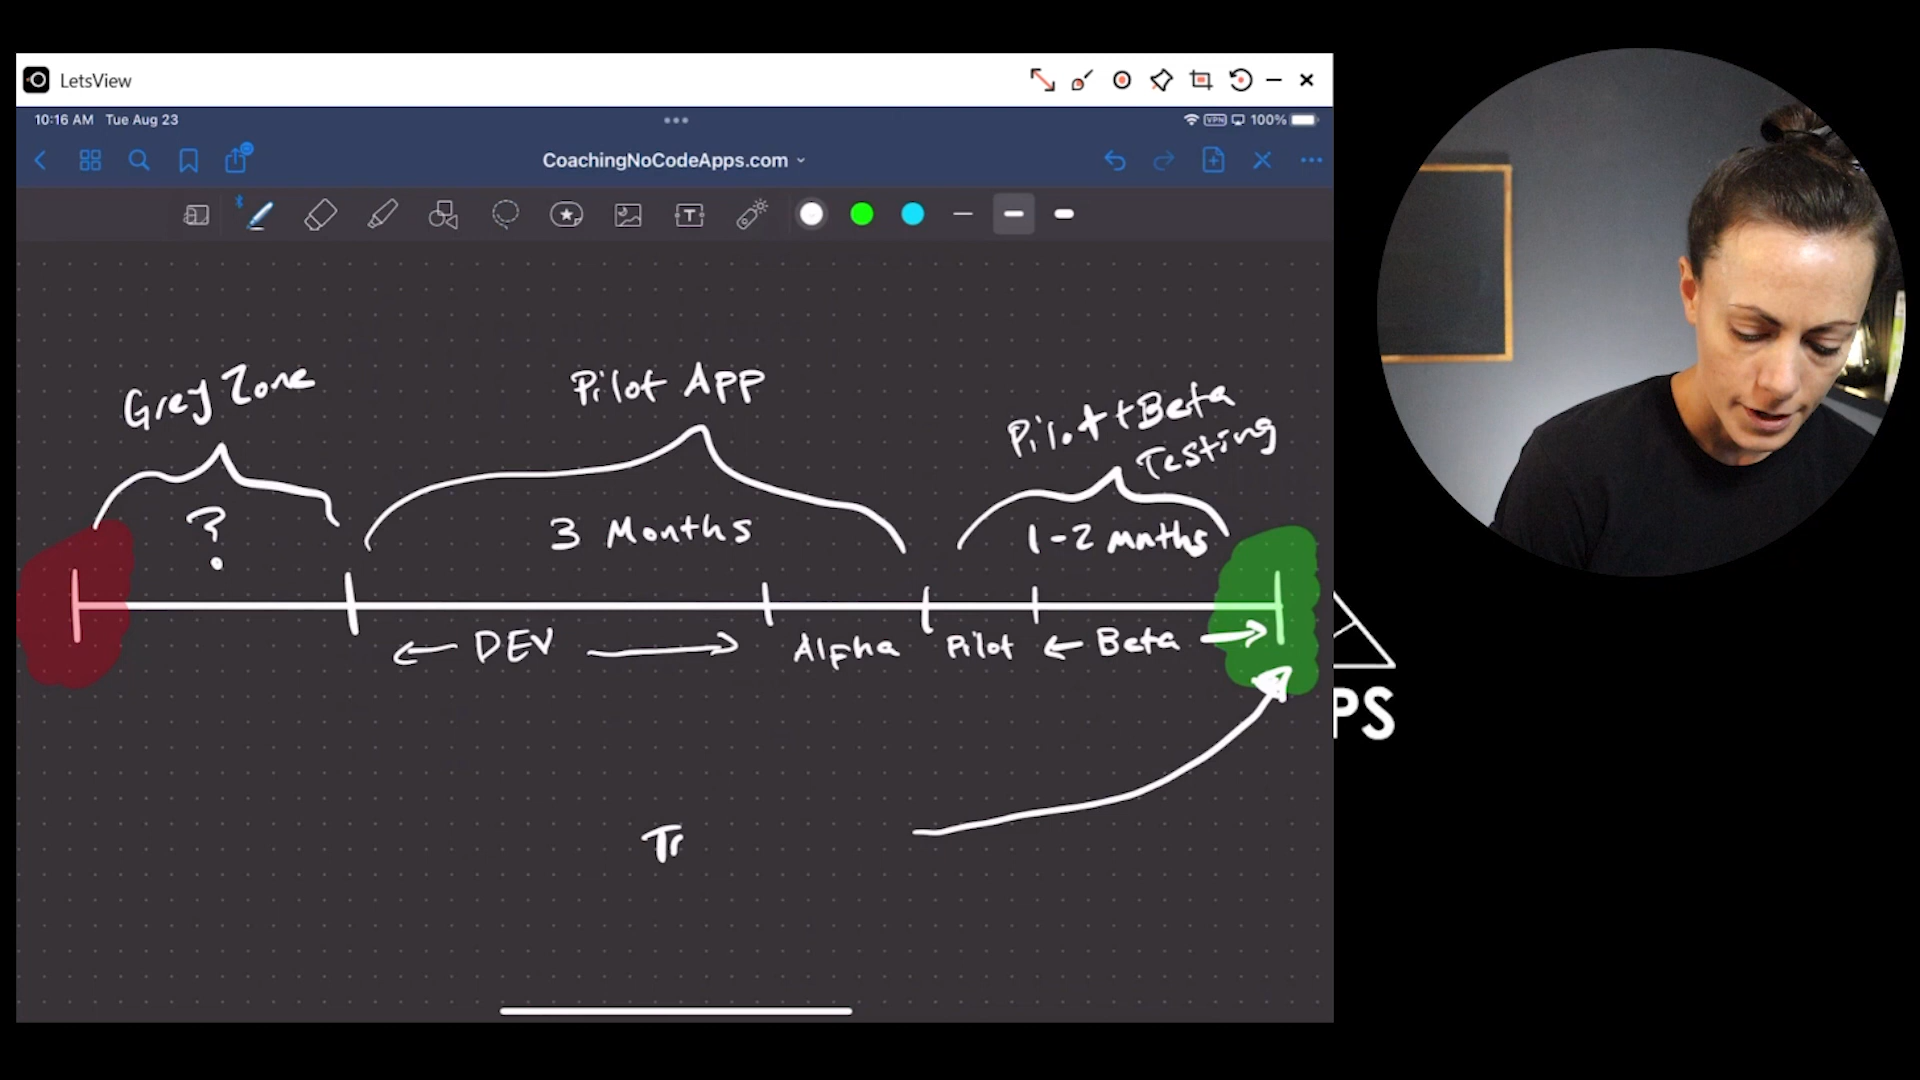 LetsView
10:16 AM Tue Aug 23
VPN 100%
CoachingNoCodeApps.com
T
Grey Zone
Pilot App
Pilot + Beta
Testing
?
3 Months
1-2 mnths
← DEV →
Alpha
Pilot
← Beta →
PS
Tr